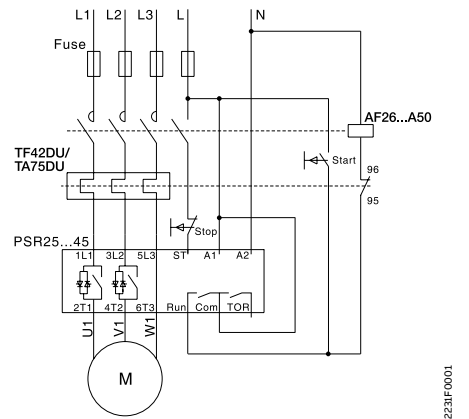 L1 L2 L3 L N
Fuse
AF26...A50
TF42DU/
TA75DU
Start
96
95
Stop
PSR25...45
1L1 3L2 5L3 ST A1 A2
2T1 4T2 6T3 Run Com TOR
U1 V1 W1
M
2231F0001